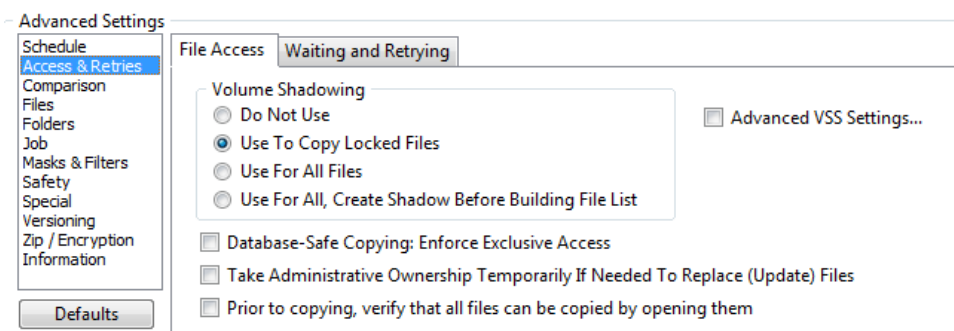 Advanced Settings
Schedule
Access & Retries
Comparison
Files
Folders
Job
Masks & Filters
Safety
Special
Versioning
Zip / Encryption
Information
Defaults
File Access
Waiting and Retrying
Volume Shadowing
Do Not Use
Use To Copy Locked Files
Use For All Files
Use For All, Create Shadow Before Building File List
Advanced VSS Settings...
Database-Safe Copying: Enforce Exclusive Access
Take Administrative Ownership Temporarily If Needed To Replace (Update) Files
Prior to copying, verify that all files can be copied by opening them